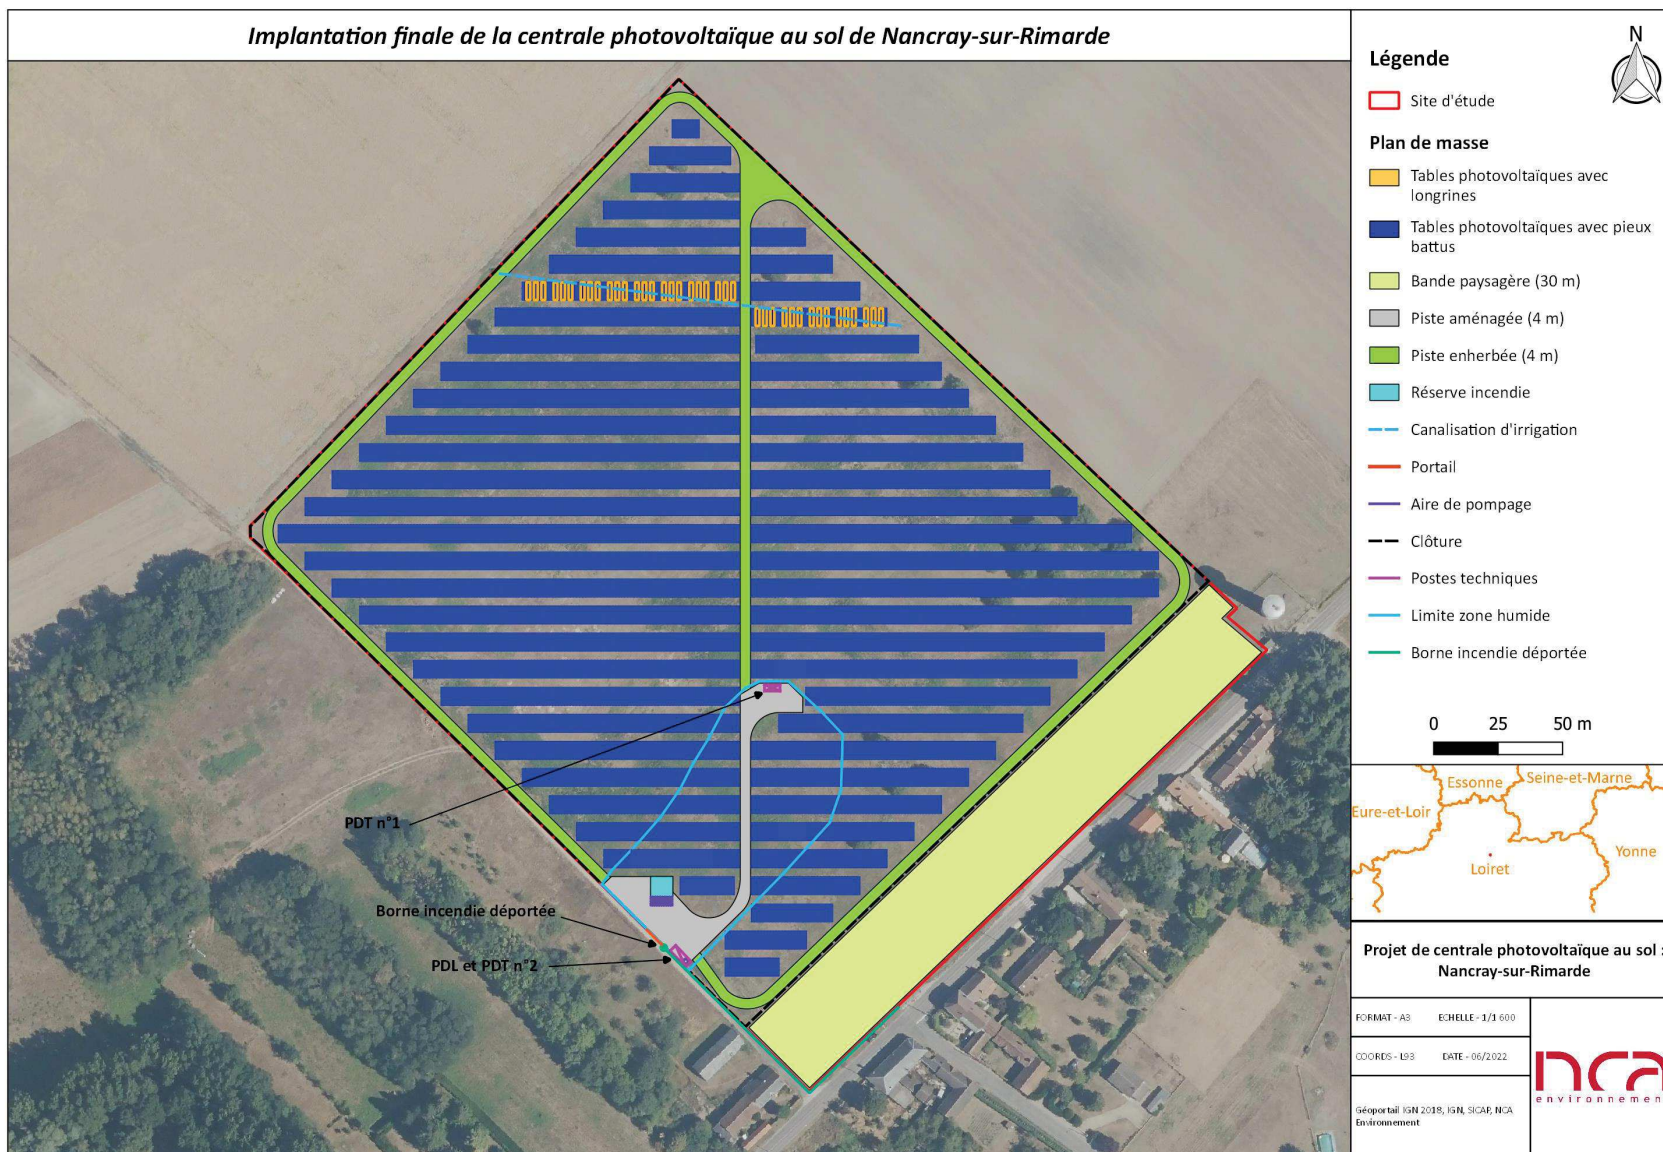 Implantation finale de la centrale photovoltaïque au sol de Nancray-sur-Rimarde
Légende
N
Site d'étude
Plan de masse
Tables photovoltaïques avec
longrines
Tables photovoltaïques avec pieux
battus
Bande paysagère (30 m)
Piste aménagée (4 m)
Piste enherbée (4 m)
Réserve incendie
Canalisation d'irrigation
Portail
Aire de pompage
Clôture
Postes techniques
Limite zone humide
Borne incendie déportée
0 25 50 m
PDT n°1
Borne incendie déportée
PDL et PDT n°2
Essonne
Seine-et-Marne
Eure-et-Loir
Loiret
Yonne
Projet de centrale photovoltaïque au sol :
Nancray-sur-Rimarde
FORMAT - A3 ECHELLE - 1/1 600
COORDS - L93 DATE - 06/2022
Géoportail IGN 2018, IGN, SICAP, NCA
Environnement
nca
environnemen